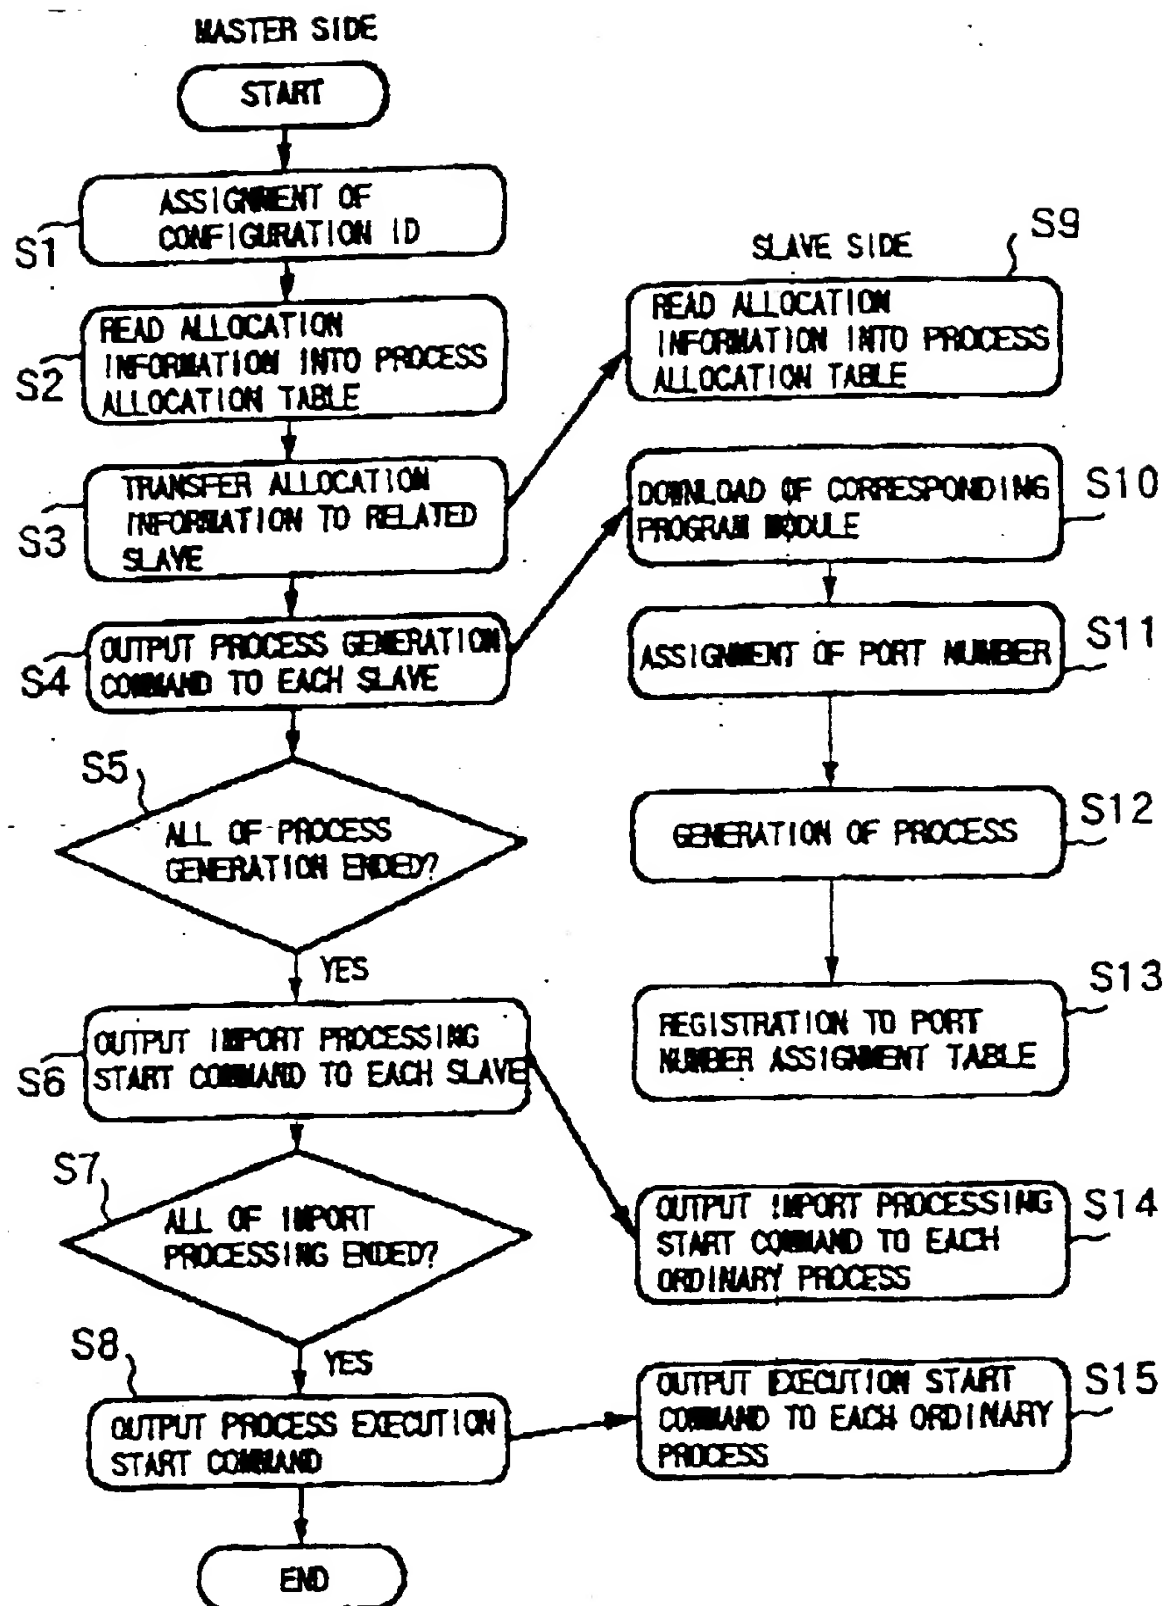 MASTER SIDE
START
ASSIGNMENT OF
CONFIGURATION ID
S1
READ ALLOCATION
INFORMATION INTO PROCESS
ALLOCATION TABLE
S2
TRANSFER ALLOCATION
INFORMATION TO RELATED
SLAVE
S3
OUTPUT PROCESS GENERATION
COMMAND TO EACH SLAVE
S4
S5
ALL OF PROCESS
GENERATION ENDED?
YES
OUTPUT IMPORT PROCESSING
START COMMAND TO EACH SLAVE
S6
S7
ALL OF IMPORT
PROCESSING ENDED?
YES
S8
OUTPUT PROCESS EXECUTION
START COMMAND
END
SLAVE SIDE
S9
READ ALLOCATION
INFORMATION INTO PROCESS
ALLOCATION TABLE
DOWNLOAD OF CORRESPONDING
PROGRAM MODULE
S10
ASSIGNMENT OF PORT NUMBER
S11
GENERATION OF PROCESS
S12
REGISTRATION TO PORT
NUMBER ASSIGNMENT TABLE
S13
OUTPUT IMPORT PROCESSING
START COMMAND TO EACH
ORDINARY PROCESS
S14
OUTPUT EXECUTION START
COMMAND TO EACH ORDINARY
PROCESS
S15